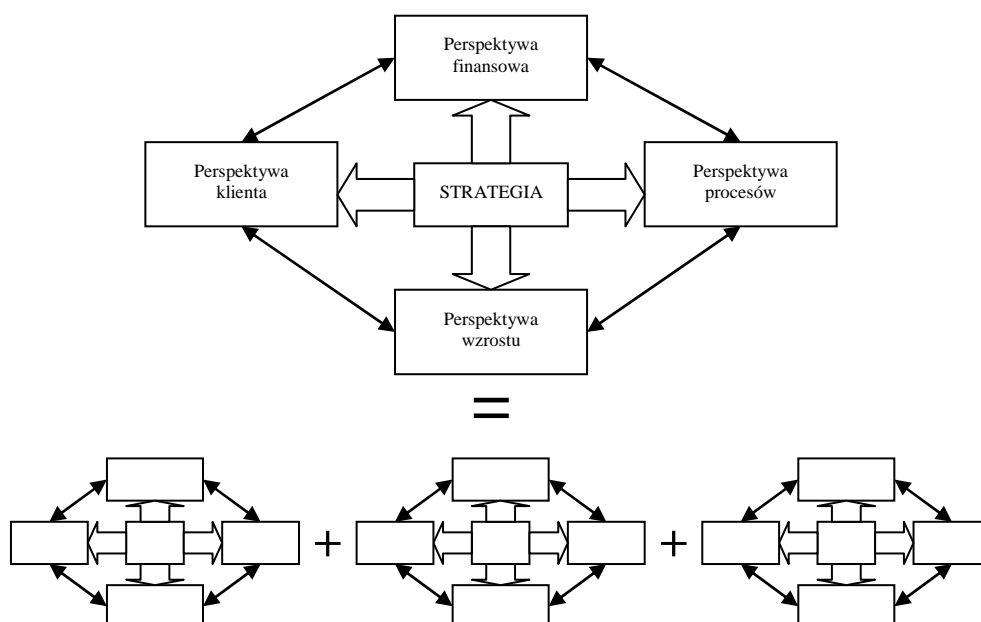 Perspektywa
finansowa
Perspektywa
klienta
STRATEGIA
Perspektywa
procesów
Perspektywa
wzrostu
=
+
+